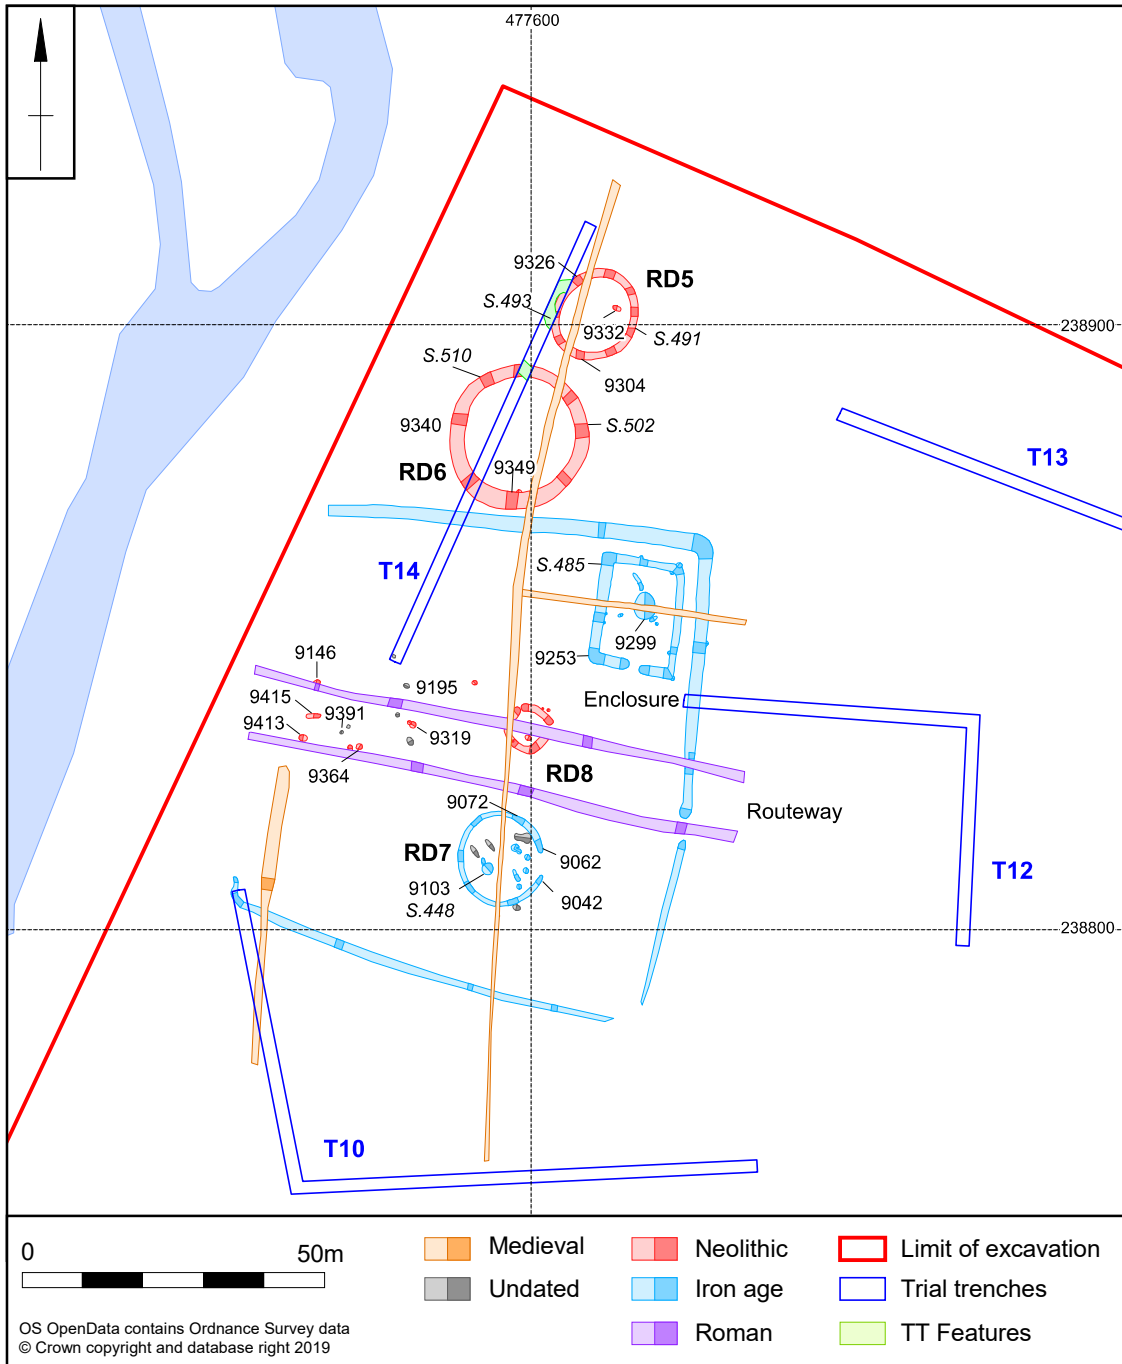 477600
9326
RD5
S.493
9332
238900
S.491
S.510
9304
9340
S.502
T13
RD6
9349
T14
S.485
9299
9253
9146
9195
Enclosure
9415
9391
9413
9319
9364
RD8
9072
Routeway
RD7
9062
T12
9103
9042
S.448
238800
T10
0
50m
Medieval
Neolithic
Limit of excavation
Undated
Iron age
Trial trenches
Roman
TT Features
OS OpenData contains Ordnance Survey data
© Crown copyright and database right 2019